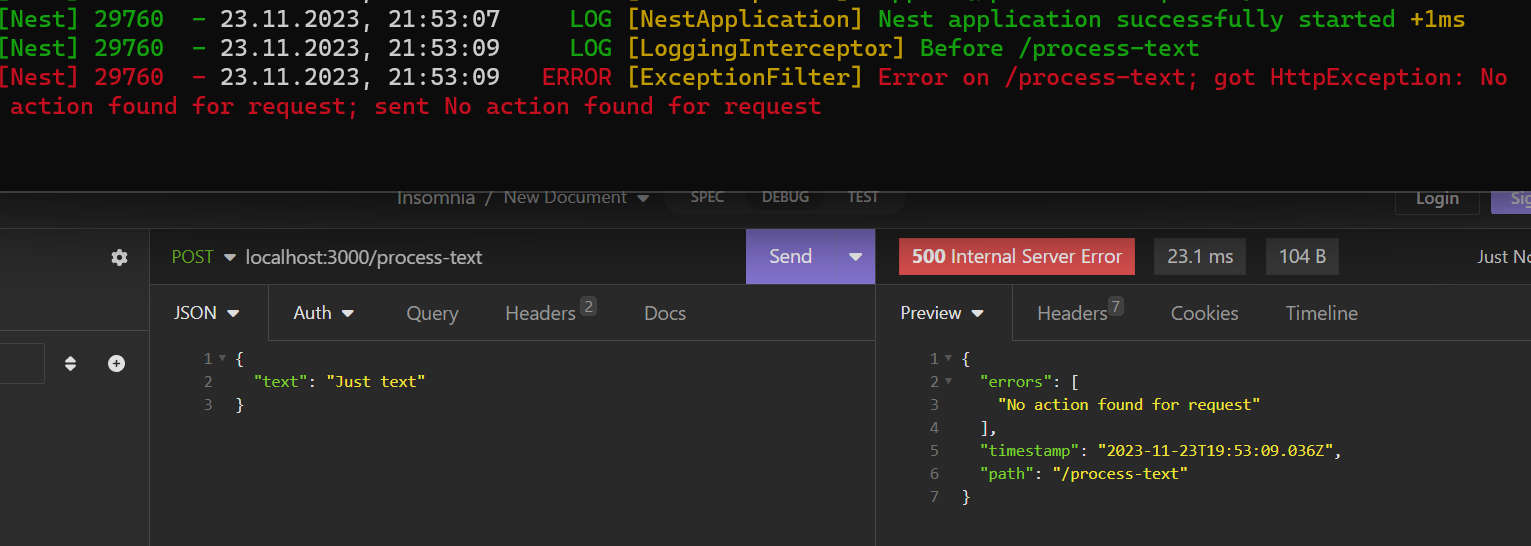 [Nest] 29760 - 23.11.2023, 21:53:07 LOG [NestApplication] Nest application successfully started +1ms
[Nest] 29760 - 23.11.2023, 21:53:09 LOG [LoggingInterceptor] Before /process-text
[Nest] 29760 - 23.11.2023, 21:53:09 ERROR [ExceptionFilter] Error on /process-text; got HttpException: No
action found for request; sent No action found for request
Insomnia / New Document SPEC DEBUG TEST Login
POST localhost:3000/process-text Send 500 Internal Server Error 23.1 ms 104 B Just
JSON Auth Query Headers 2 Docs Preview Headers 7 Cookies Timeline
1 {
2 "text": "Just text"
3 }
1 {
2 "errors": [
3 "No action found for request"
4 ],
5 "timestamp": "2023-11-23T19:53:09.036Z",
6 "path": "/process-text"
7 }